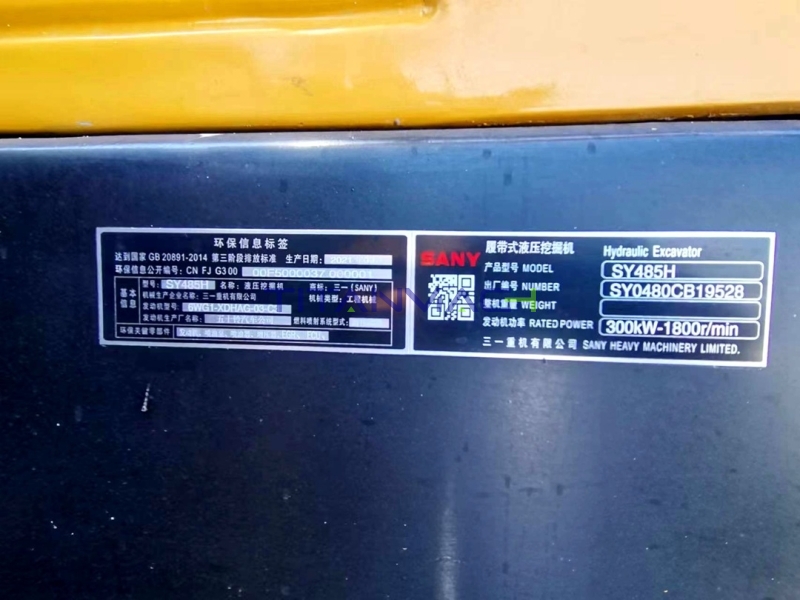 环保信息标签
达到国家 GB 20891-2014 第三阶段排放标准 生产日期: 2021
环保信息公开编号: CN FJ G3 00 00F5000037 000001
基本信息
型号: SY485H 名称: 液压挖掘机 商标: 三一 (SANY)
机械生产企业名称: 三一重机有限公司 机械类型: 工程机械
发动机型号: 6WG1-XDHAG-03-C3
发动机生产厂名称: 五十铃 燃料喷射系统型式:
环保关键零部件
SANY
履带式液压挖掘机 Hydraulic Excavator
产品型号 MODEL SY485H
出厂编号 NUMBER SY0480CB19528
整机重量 WEIGHT
发动机功率 RATED POWER 300kW-1800r/min
三一重机有限公司 SANY HEAVY MACHINERY LIMITED.